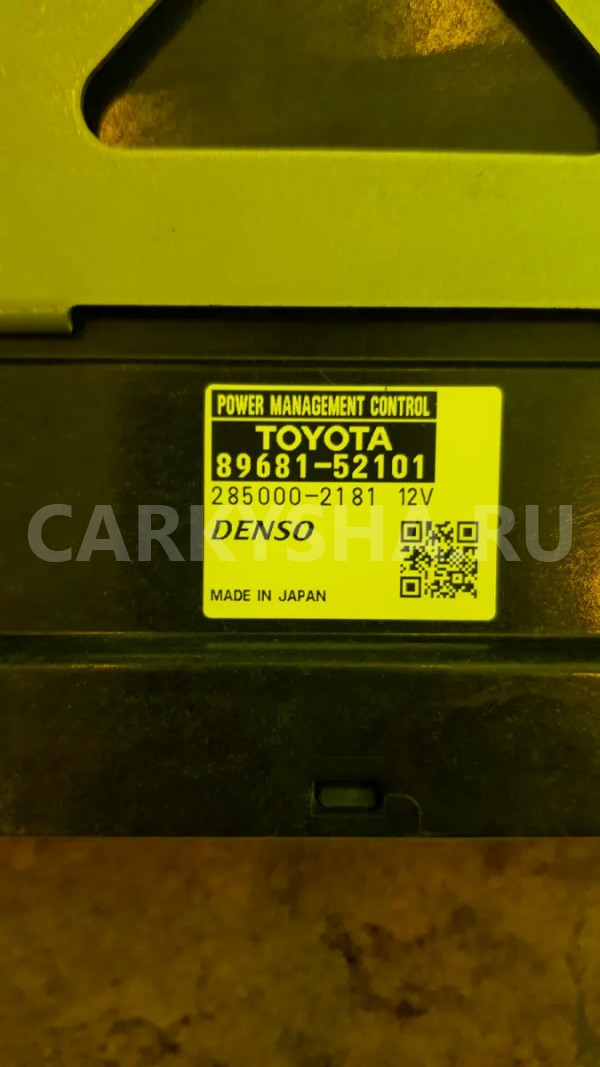 POWER MANAGEMENT CONTROL
TOYOTA
89681-52101
285000-2181 12V
DENSO
CARKYSHA.RU
MADE IN JAPAN